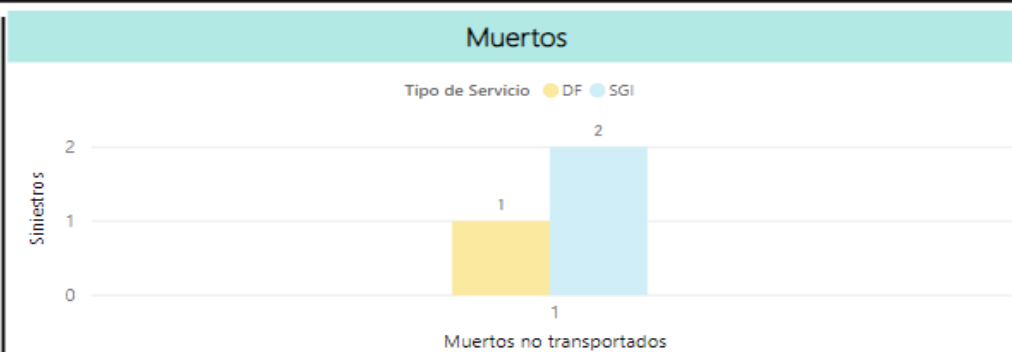 Muertos
Tipo de Servicio DF SGI
2
2
1
Siniestros
1
0
1
Muertos no transportados